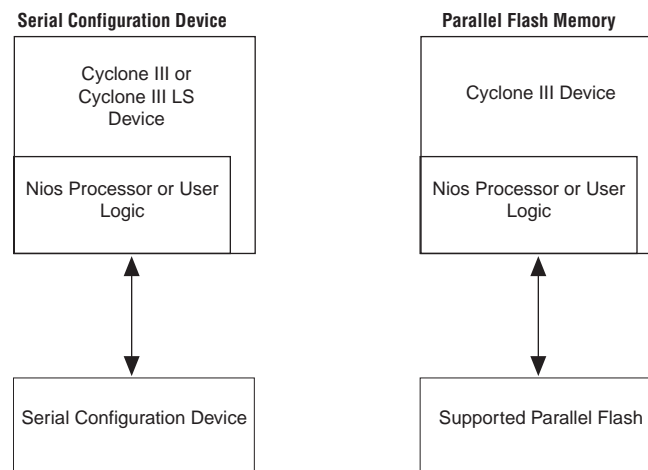 Serial Configuration Device
Cyclone III or
Cyclone III LS
Device
Nios Processor or User
Logic
Serial Configuration Device
Parallel Flash Memory
Cyclone III Device
Nios Processor or User
Logic
Supported Parallel Flash